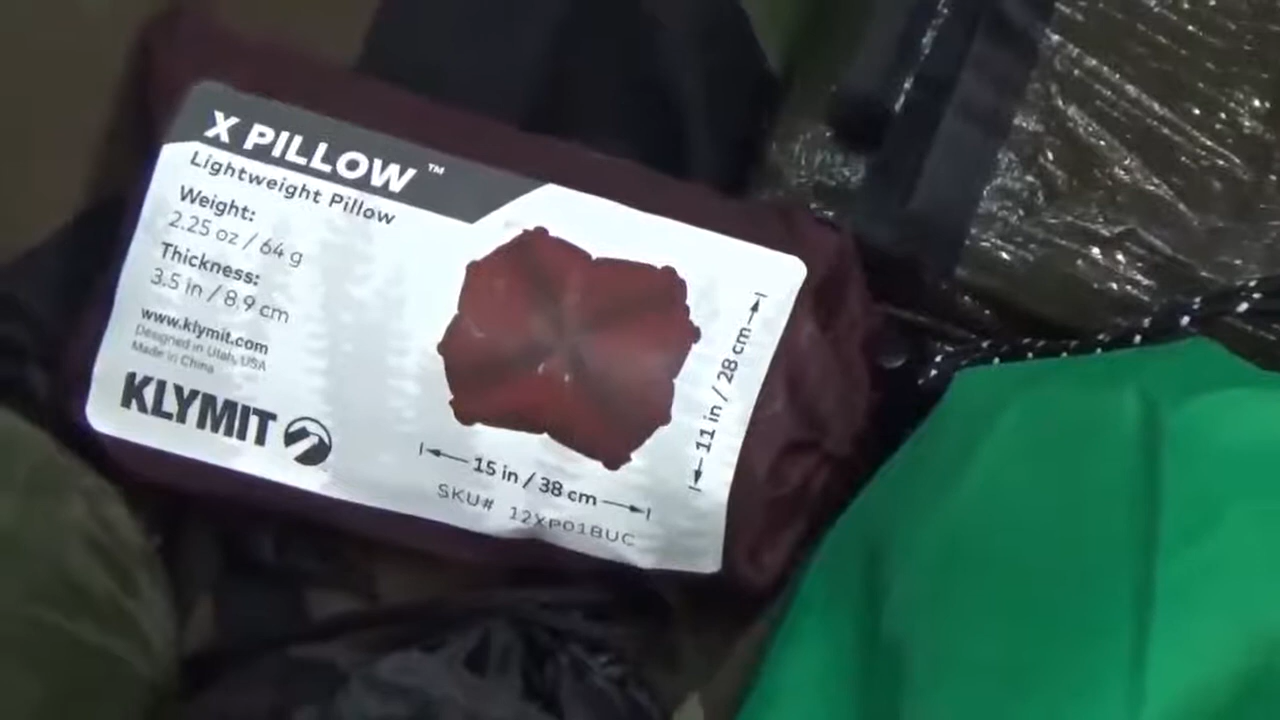 X PILLOW™
Lightweight Pillow
Weight:
2.25 oz / 64 g
Thickness:
3.5 in / 8.9 cm
www.klymit.com
Designed in Utah, USA
Made in China
KLYMIT
11 in / 28 cm
15 in / 38 cm
SKU# 12XP01BUC